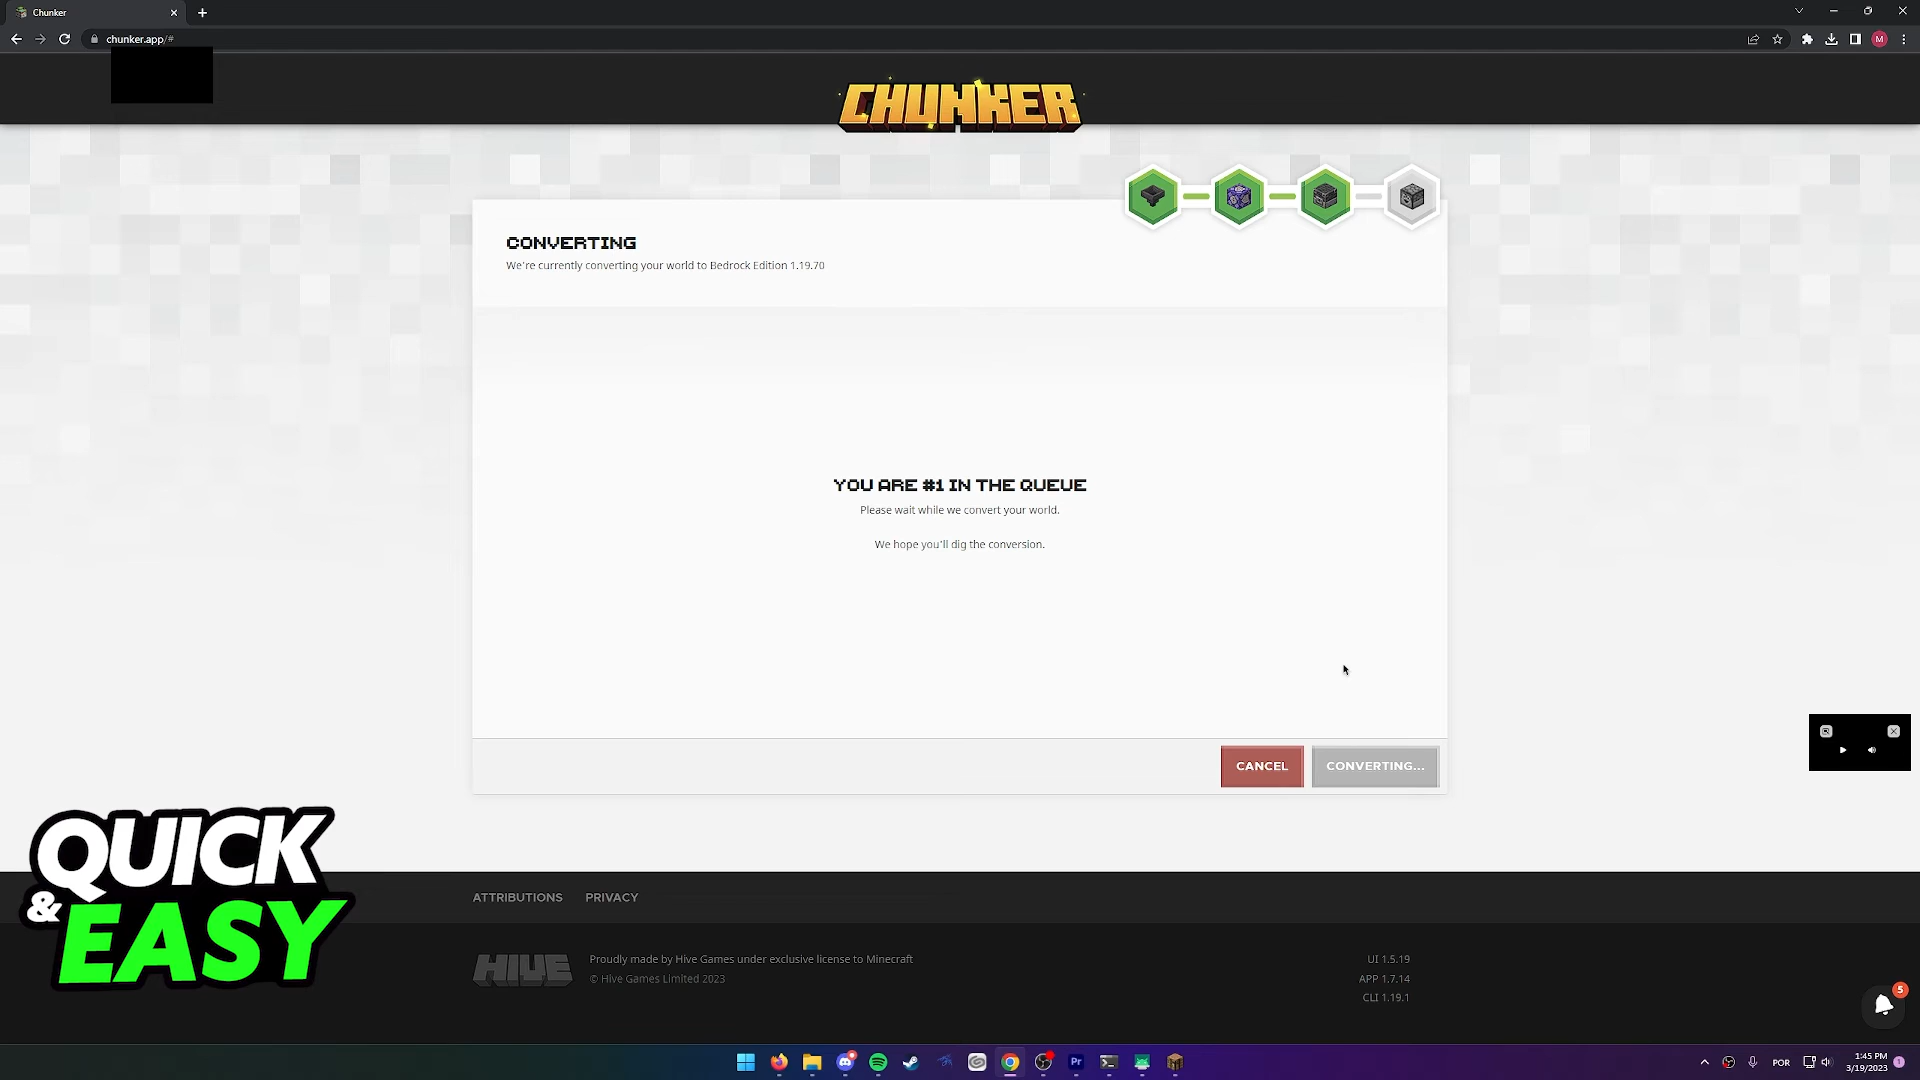 Chunker
chunker.app/#
M
CHUNKER
CONVERTING
We're currently converting your world to Bedrock Edition 1.19.70
YOU ARE #1 IN THE QUEUE
Please wait while we convert your world.
We hope you'll dig the conversion.
CANCEL
CONVERTING...
QUICK
&
EASY
ATTRIBUTIONS
PRIVACY
HIVE
Proudly made by Hive Games under exclusive license to Minecraft
© Hive Games Limited 2023
UI 1.5.19
APP 1.7.14
CLI 1.19.1
5
Pr
POR
1:45 PM
3/19/2023
1